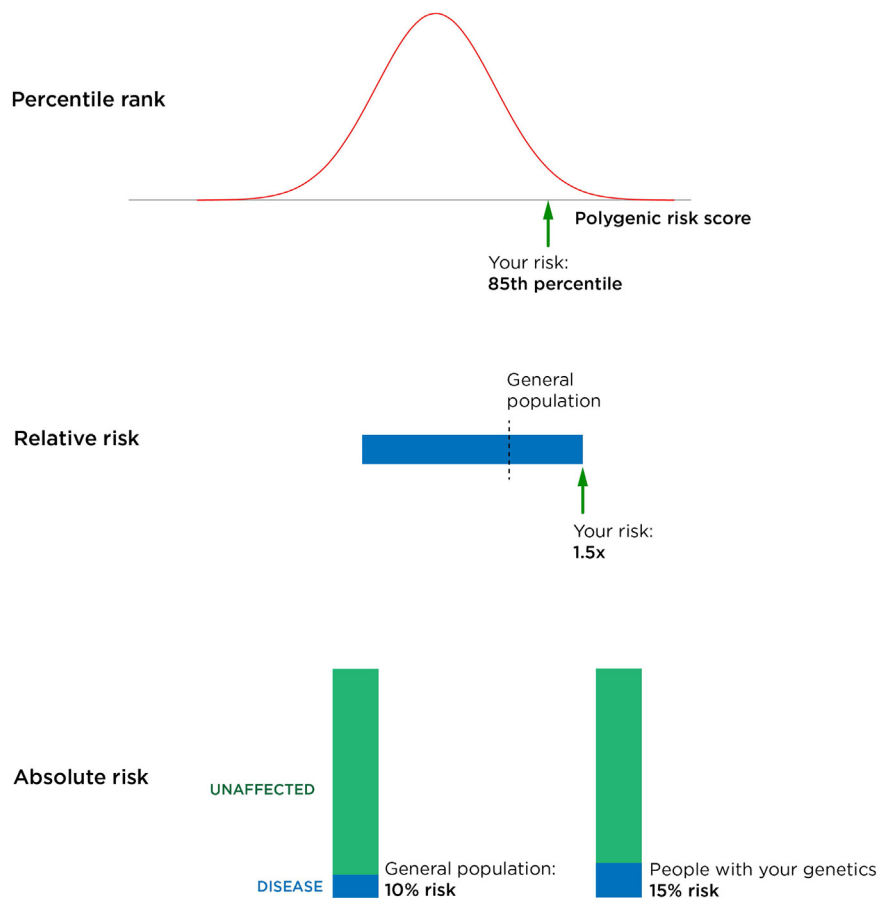 Percentile rank
Polygenic risk score
Your risk:
85th percentile
General
population
Relative risk
Your risk:
1.5x
Absolute risk
UNAFFECTED
DISEASE
General population:
10% risk
People with your genetics
15% risk